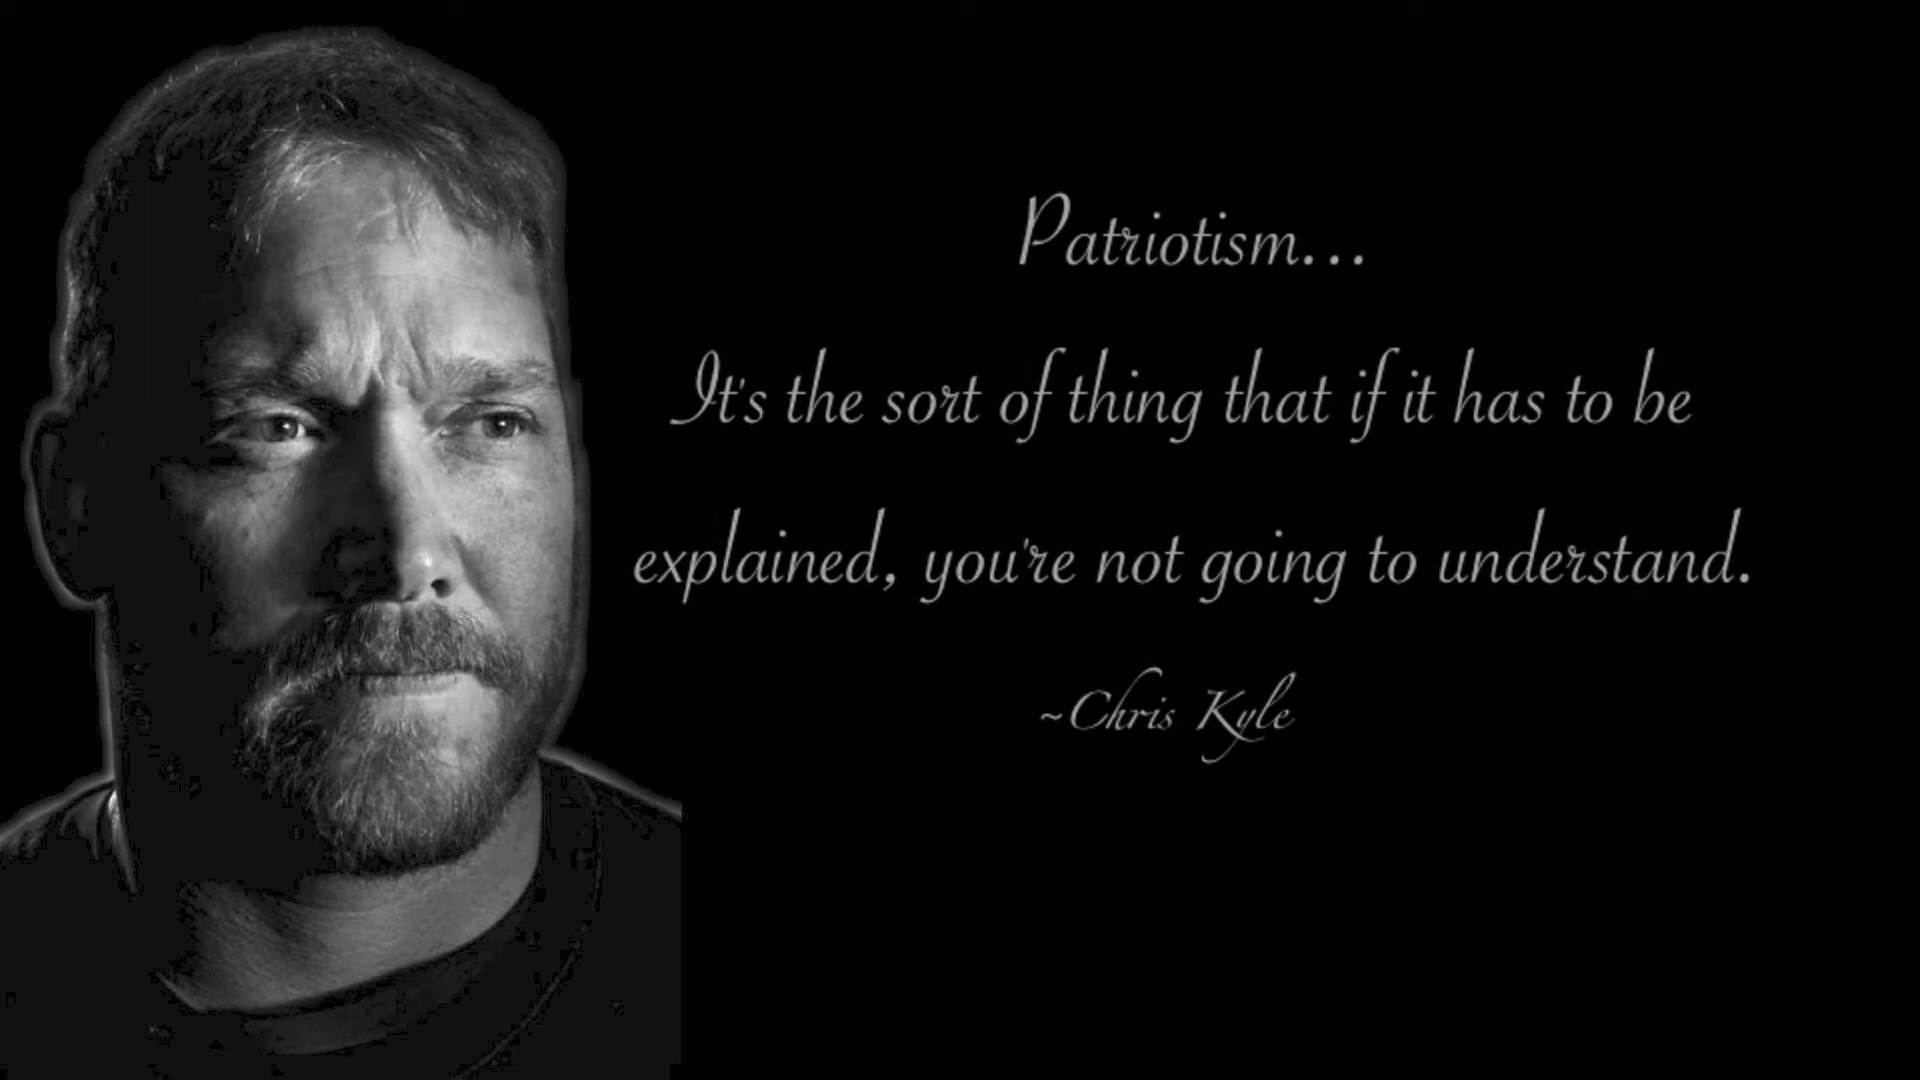 Patriotism...
It's the sort of thing that if it has to be
explained, you're not going to understand.
~Chris Kyle